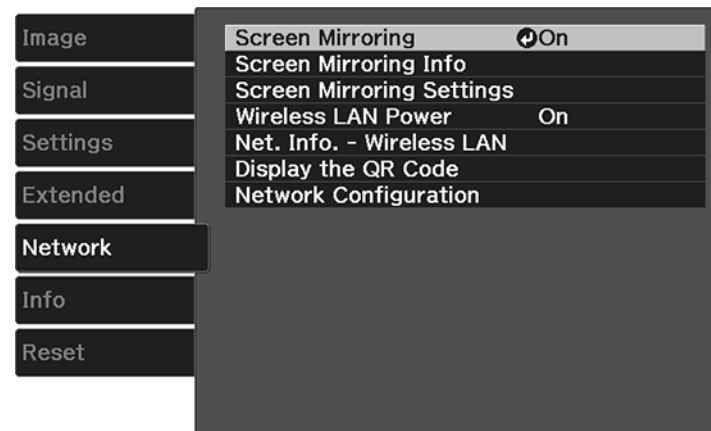 Image
Signal
Settings
Extended
Network
Info
Reset
Screen Mirroring On
Screen Mirroring Info
Screen Mirroring Settings
Wireless LAN Power On
Net. Info. - Wireless LAN
Display the QR Code
Network Configuration